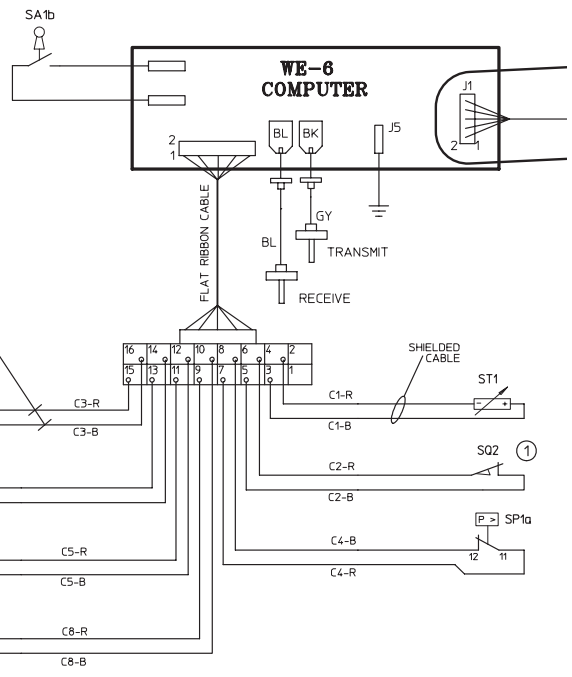 SA1b
WE-6
COMPUTER
J1
2
1
BL
BK
J5
2
1
FLAT RIBBON CABLE
GY
BL
TRANSMIT
RECEIVE
16 14 12 10 8 6 4 2
15 13 11 9 7 5 3 1
SHIELDED
CABLE
ST1
C3-R
C3-B
C1-R
- +
C1-B
SQ2
1
C2-R
C2-B
P > SP1a
C4-B
12 11
C4-R
C5-R
C5-B
C8-R
C8-B